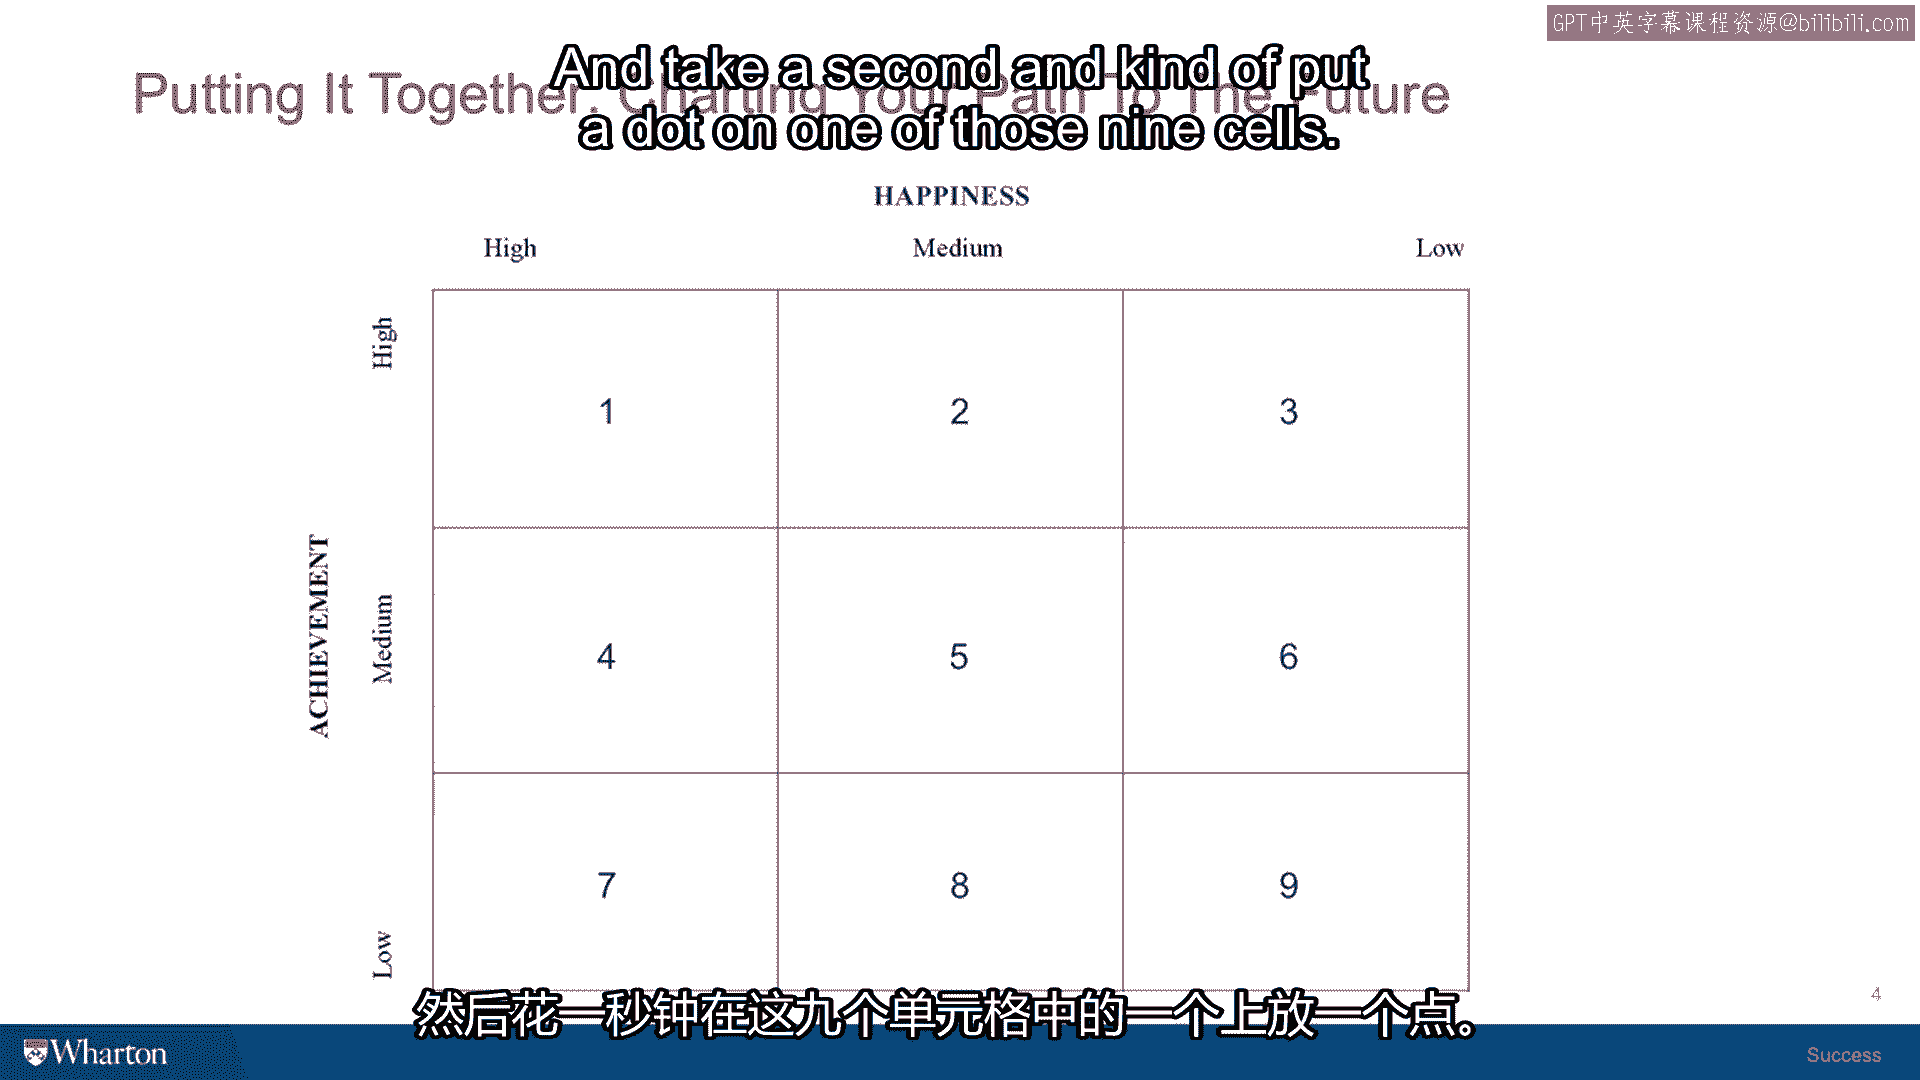 GPT中英字幕课程资源@bilibili.com
And take a second and kind of put
a dot on one of those nine cells.
Putting It Together: Charting Your Path To The Future
HAPPINESS
High Medium Low
High
1 2 3
ACHIEVEMENT
Medium
4 5 6
7 8 9
Low
然后花一秒钟在这九个单元格中的一个上放一个点。
4
Wharton
Success